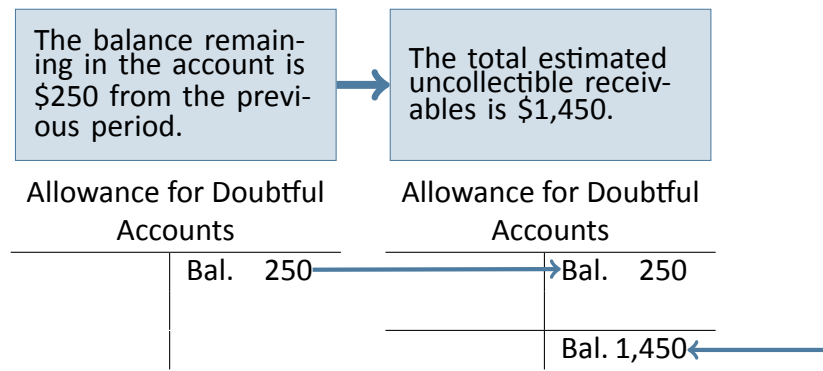 The balance remain-
ing in the account is
$250 from the previ-
ous period.
The total estimated
uncollectible receiv-
ables is $1,450.
Allowance for Doubtful
Accounts
Bal. 250
Allowance for Doubtful
Accounts
Bal. 250
Bal. 1,450